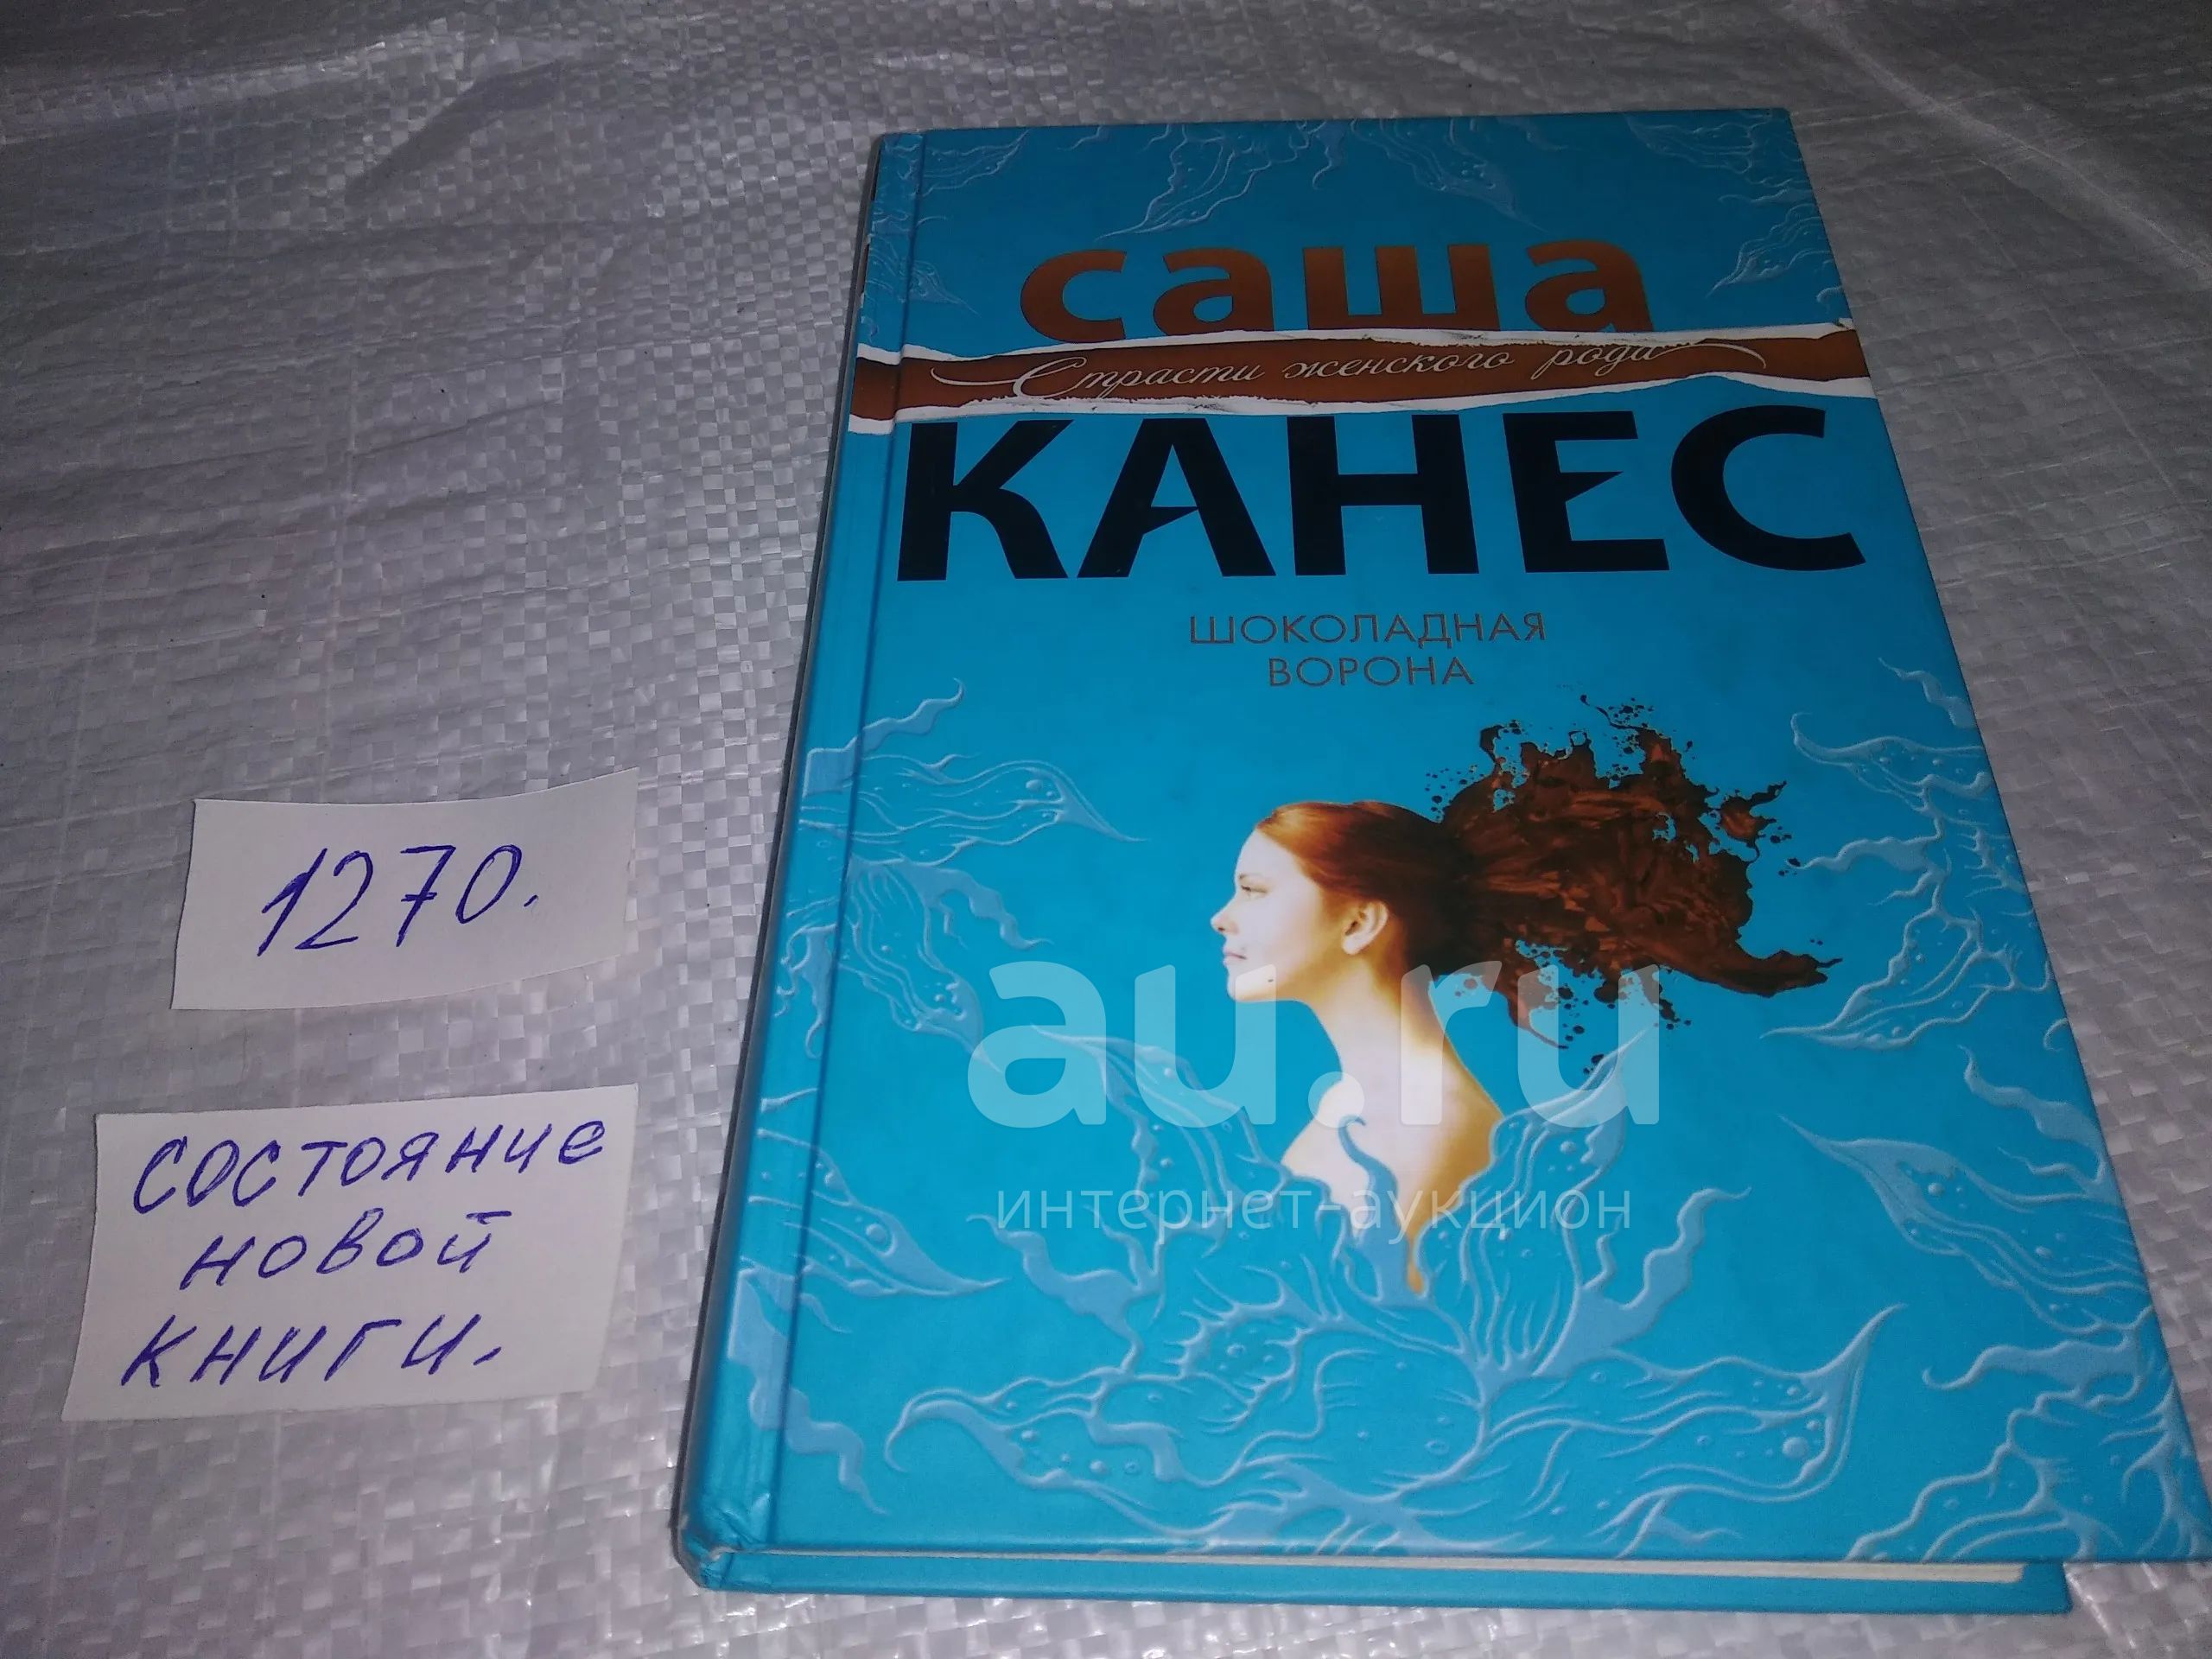 саша
Страсти женского рода
КАНЕС
ШОКОЛАДНАЯ
ВОРОНА
1270.
состояние
новой
книги.
au.ru
интернет-аукцион